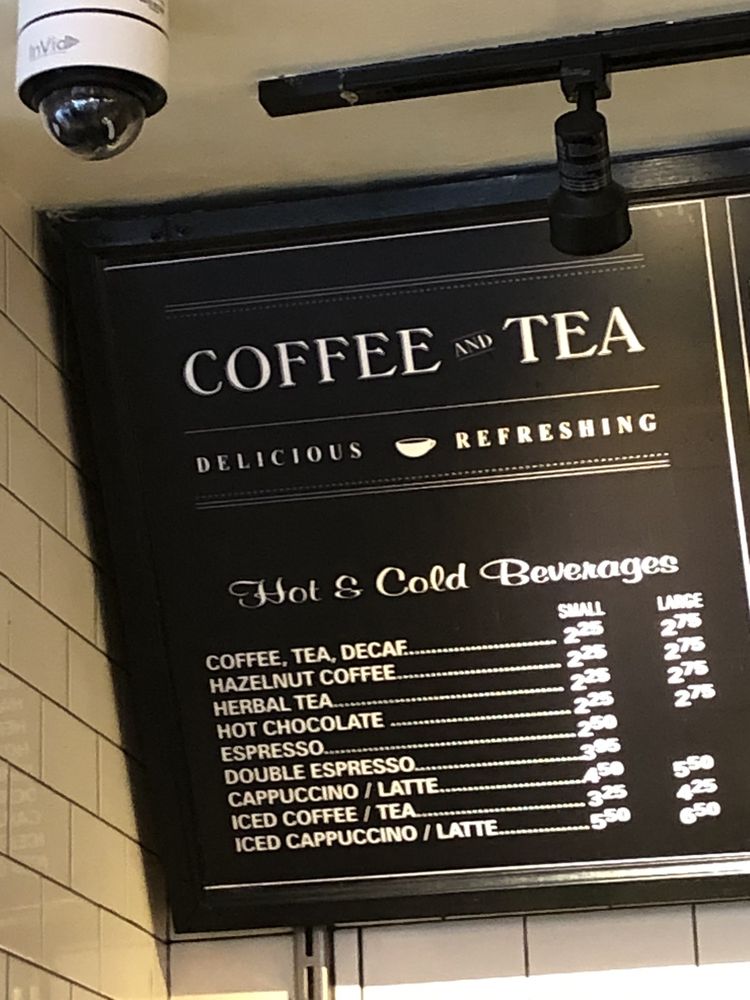 inVid
COFFEE AND TEA
DELICIOUS REFRESHING
Hot & Cold Beverages
SMALL LARGE
COFFEE, TEA, DECAF 2.25 2.75
HAZELNUT COFFEE 2.25 2.75
HERBAL TEA 2.25 2.75
HOT CHOCOLATE 2.25 2.75
ESPRESSO 2.50
DOUBLE ESPRESSO 3.95
CAPPUCCINO / LATTE 4.50 5.50
ICED COFFEE / TEA 3.25 4.25
ICED CAPPUCCINO / LATTE 5.50 6.50